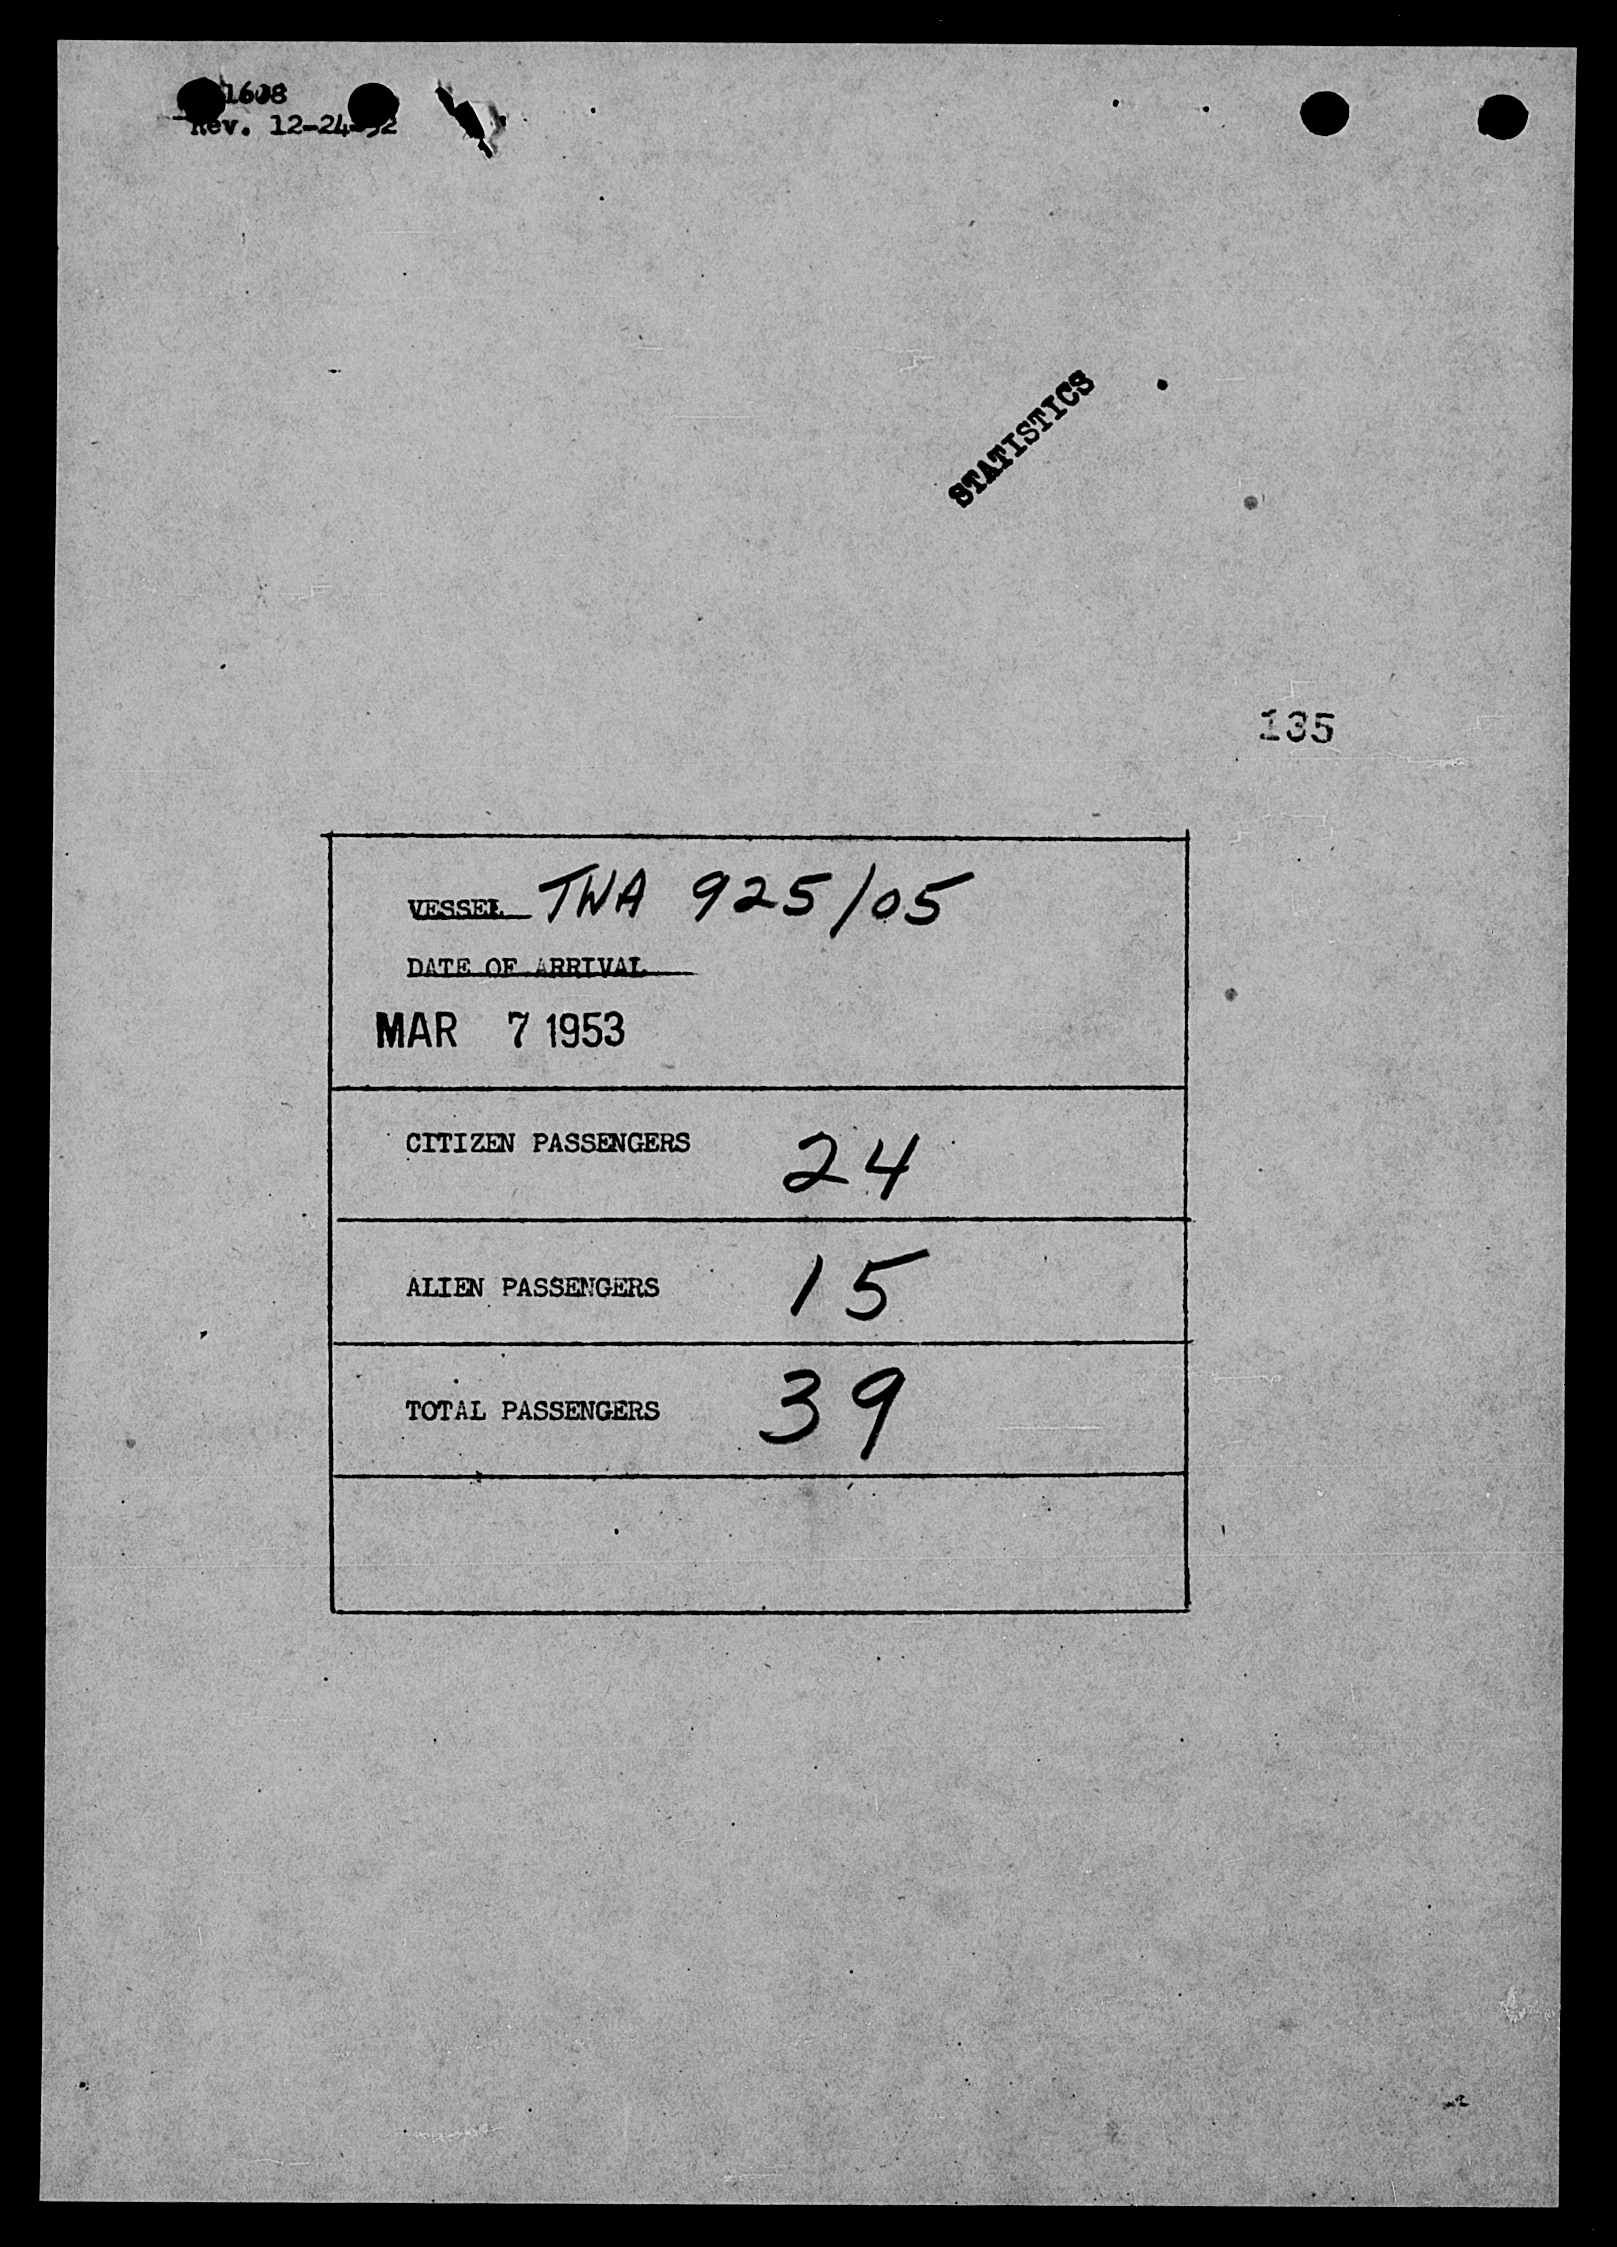 1608
Rev. 12-24-52
STATISTICS
135
VESSEL TWA 925/05
DATE OF ARRIVAL
MAR 7 1953
CITIZEN PASSENGERS 24
ALIEN PASSENGERS 15
TOTAL PASSENGERS 39